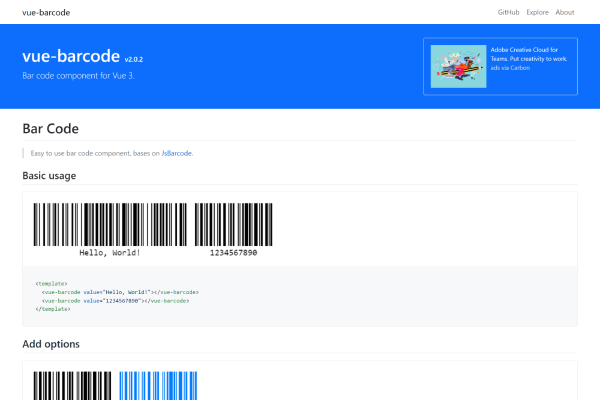 vue-barcode
GitHub Explore About
vue-barcode v2.0.2
Bar code component for Vue 3.
Adobe Creative Cloud for
Teams. Put creativity to work.
ads via Carbon
Bar Code
Easy to use bar code component, bases on JsBarcode.
Basic usage
Hello, World! 1234567890
<template>
<vue-barcode value="Hello, World!"></vue-barcode>
<vue-barcode value="1234567890"></vue-barcode>
</template>
Add options